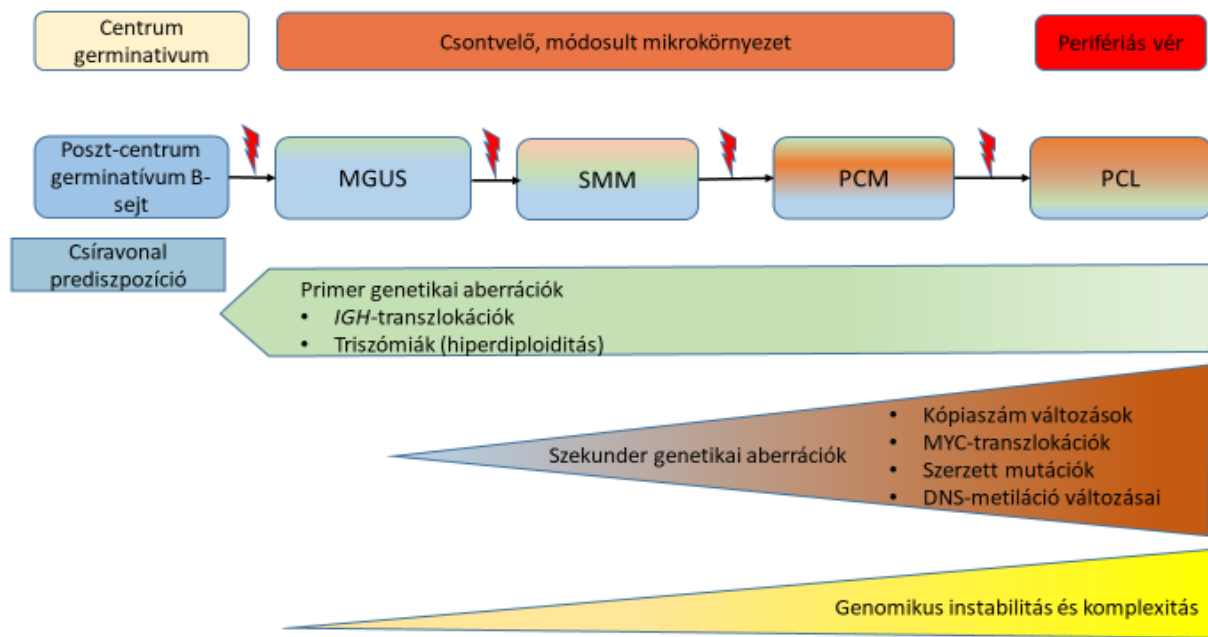 Centrum
germinativum
Csontvelő, módosult mikrokörnyezet
Perifériás vér
Poszt-centrum
germinatívum B-
sejt
MGUS
SMM
PCM
PCL
Csíravonal
prediszpozíció
Primer genetikai aberrációk
• IGH-transzlokációk
• Triszómiák (hiperdiploiditás)
Szekunder genetikai aberrációk
• Kópiaszám változások
• MYC-transzlokációk
• Szerzett mutációk
• DNS-metiláció változásai
Genomikus instabilitás és komplexitás